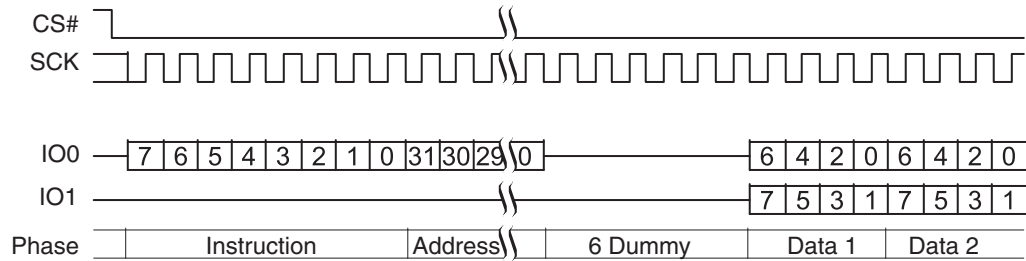 CS#
SCK
IO0 7 6 5 4 3 2 1 0 31 30 29 0 6 4 2 0 6 4 2 0
IO1 7 5 3 1 7 5 3 1
Phase Instruction Address 6 Dummy Data 1 Data 2